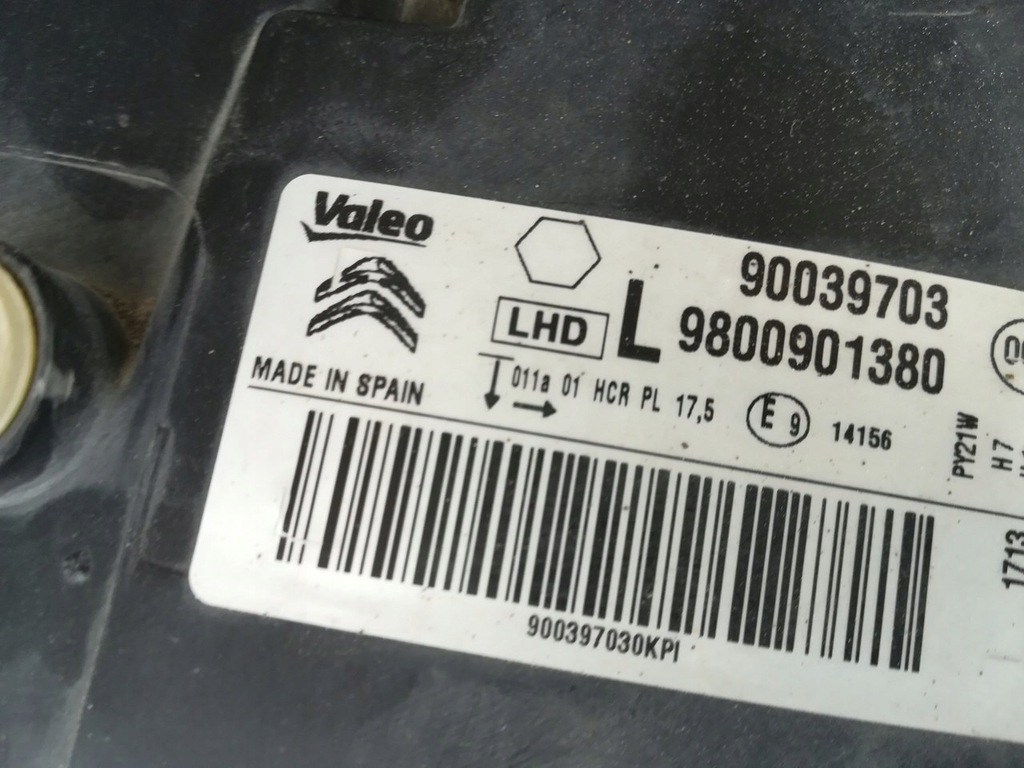 Valeo
90039703
LHD L 9800901380
MADE IN SPAIN
011a 01 HCR PL 17,5 E 9 14156
PY21W
H7
1713
900397030KPI